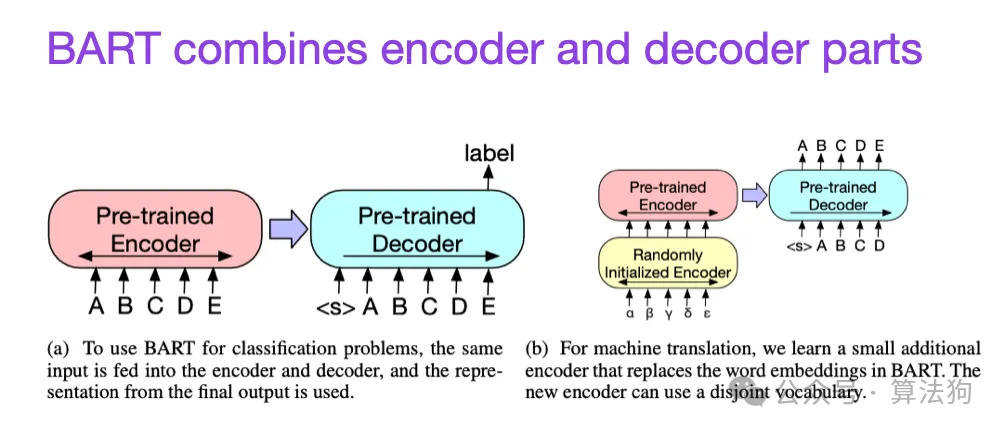 BART combines encoder and decoder parts
label
Pre-trained
Encoder
Pre-trained
Decoder
A B C D E
<s> A B C D E
A B C D E
Pre-trained
Encoder
Pre-trained
Decoder
<s> A B C D
Randomly
Initialized Encoder
α β γ δ ε
(a) To use BART for classification problems, the same
input is fed into the encoder and decoder, and the repre-
sentation from the final output is used.
(b) For machine translation, we learn a small additional
encoder that replaces the word embeddings in BART. The
new encoder can use a disjoint vocabulary.
公众号 · 算法狗